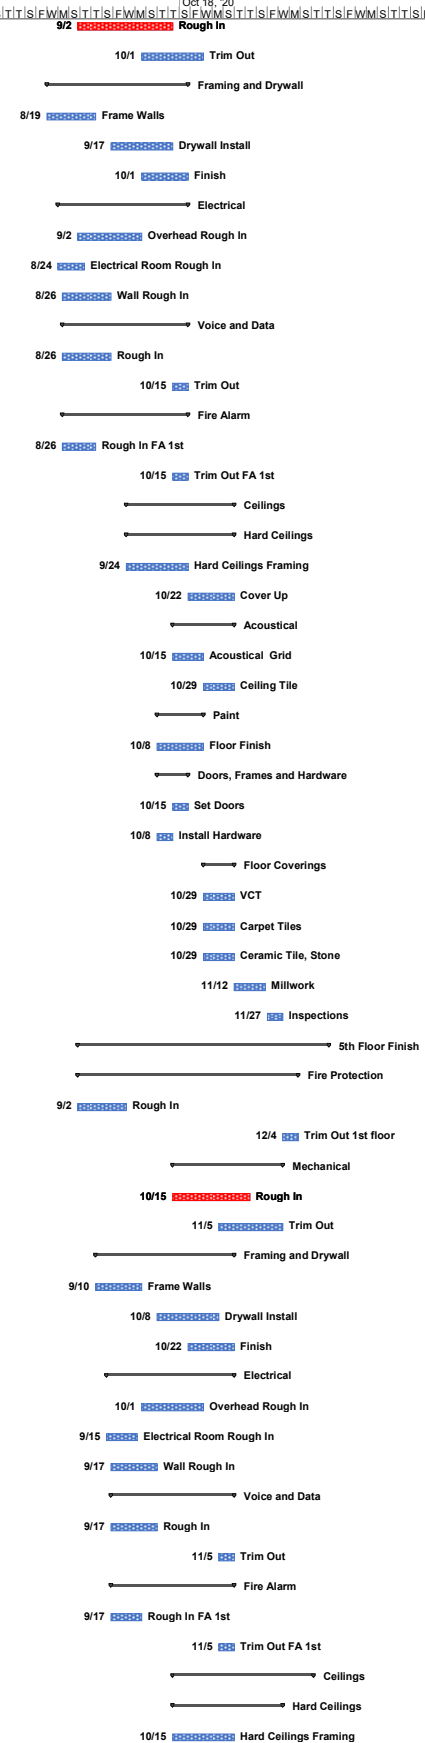 Oct 18, '20
T T S F W M S T T S F W M S T T S F W M S T T S F W M S T T S
9/2 Rough In
10/1 Trim Out
Framing and Drywall
8/19 Frame Walls
9/17 Drywall Install
10/1 Finish
Electrical
9/2 Overhead Rough In
8/24 Electrical Room Rough In
8/26 Wall Rough In
Voice and Data
8/26 Rough In
10/15 Trim Out
Fire Alarm
8/26 Rough In FA 1st
10/15 Trim Out FA 1st
Ceilings
Hard Ceilings
9/24 Hard Ceilings Framing
10/22 Cover Up
Acoustical
10/15 Acoustical Grid
10/29 Ceiling Tile
Paint
10/8 Floor Finish
Doors, Frames and Hardware
10/15 Set Doors
10/8 Install Hardware
Floor Coverings
10/29 VCT
10/29 Carpet Tiles
10/29 Ceramic Tile, Stone
11/12 Millwork
11/27 Inspections
5th Floor Finish
Fire Protection
9/2 Rough In
12/4 Trim Out 1st floor
Mechanical
10/15 Rough In
11/5 Trim Out
Framing and Drywall
9/10 Frame Walls
10/8 Drywall Install
10/22 Finish
Electrical
10/1 Overhead Rough In
9/15 Electrical Room Rough In
9/17 Wall Rough In
Voice and Data
9/17 Rough In
11/5 Trim Out
Fire Alarm
9/17 Rough In FA 1st
11/5 Trim Out FA 1st
Ceilings
Hard Ceilings
10/15 Hard Ceilings Framing